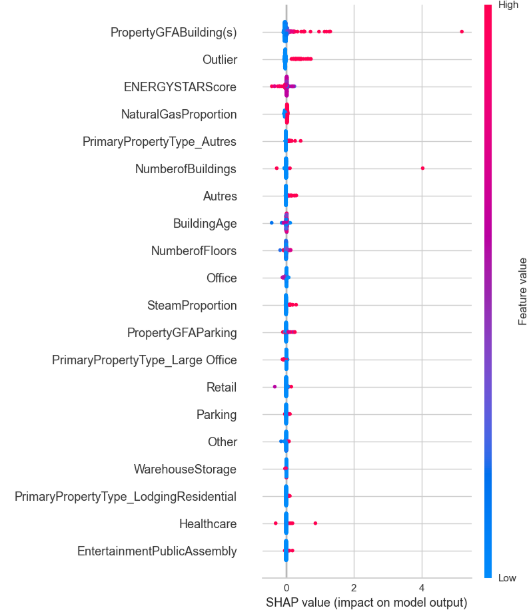 High
PropertyGFABuilding(s)
Outlier
ENERGYSTARScore
NaturalGasProportion
PrimaryPropertyType_Autres
NumberofBuildings
Autres
BuildingAge
NumberofFloors
Office
SteamProportion
PropertyGFAParking
PrimaryPropertyType_Large Office
Retail
Parking
Other
WarehouseStorage
PrimaryPropertyType_LodgingResidential
Healthcare
EntertainmentPublicAssembly
Feature value
Low
0 2 4
SHAP value (impact on model output)